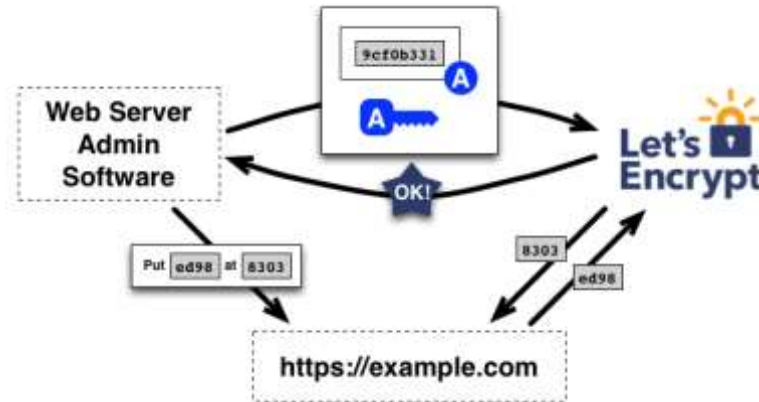 9cf0b331
A
A
Web Server
Admin
Software
Let's
Encrypt
OK!
Put ed98 at 8303
8303
ed98
https://example.com